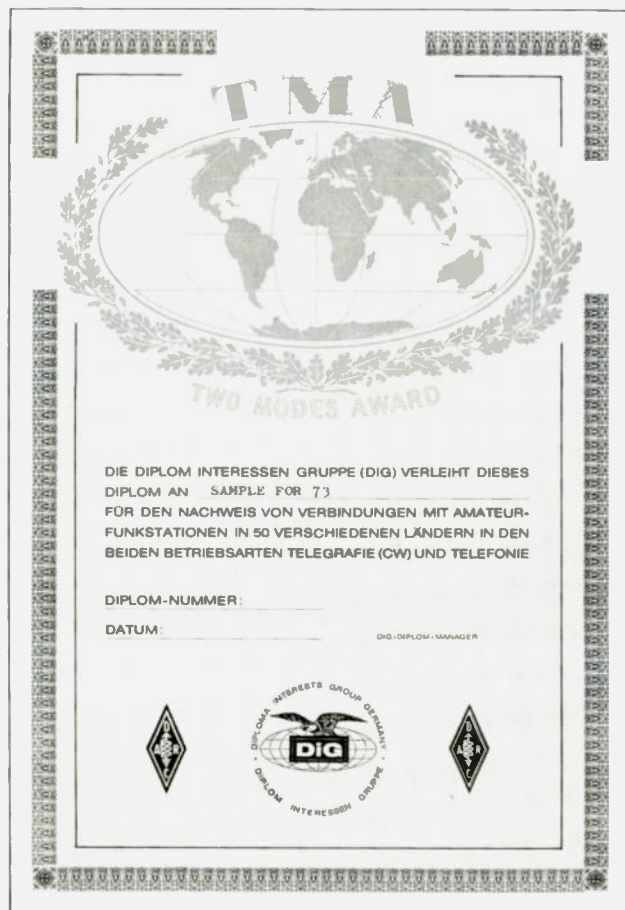 TMA
TWO MODES AWARD
DIE DIPLOM INTERESSEN GRUPPE (DIG) VERLEIHT DIESES
DIPLOM AN SAMPLE FOR 73
FÜR DEN NACHWEIS VON VERBINDUNGEN MIT AMATEUR-
FUNKSTATIONEN IN 50 VERSCHIEDENEN LÄNDERN IN DEN
BEIDEN BETRIEBSARTEN TELEGRAFIE (CW) UND TELEFONIE
DIPLOM-NUMMER:
DATUM:
DIG-DIPLOM-MANAGER
D
A R
C
DIPLOMA INTERESTS GROUP GERMANY
DIG
DIPLOM INTERESSEN GRUPPE
D
A R
C